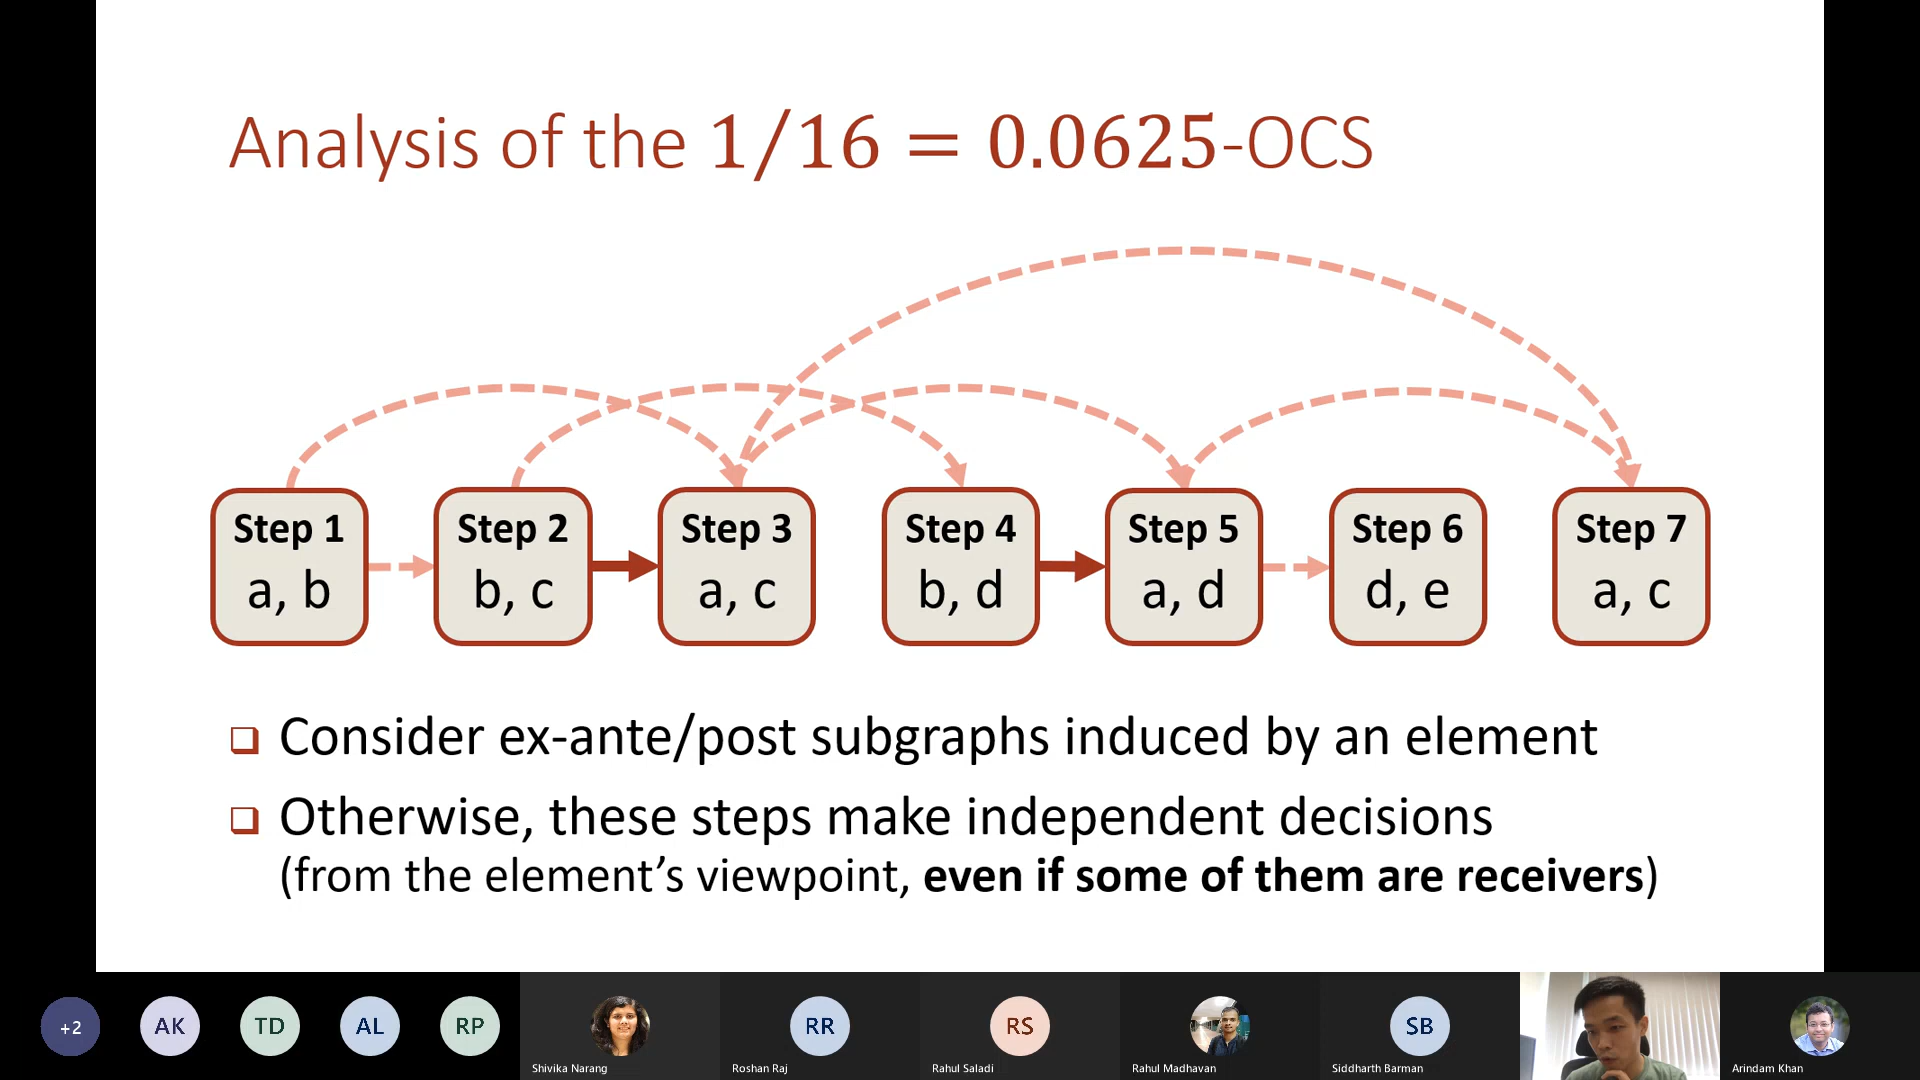 Analysis of the 1/16 = 0.0625-OCS
Step 1
a, b
Step 2
b, c
Step 3
a, c
Step 4
b, d
Step 5
a, d
Step 6
d, e
Step 7
a, c
Consider ex-ante/post subgraphs induced by an element
Otherwise, these steps make independent decisions
(from the element’s viewpoint, even if some of them are receivers)
+2
AK
TD
AL
RP
Shivika Narang
RR
Roshan Raj
RS
Rahul Saladi
Rahul Madhavan
SB
Siddharth Barman
Arindam Khan